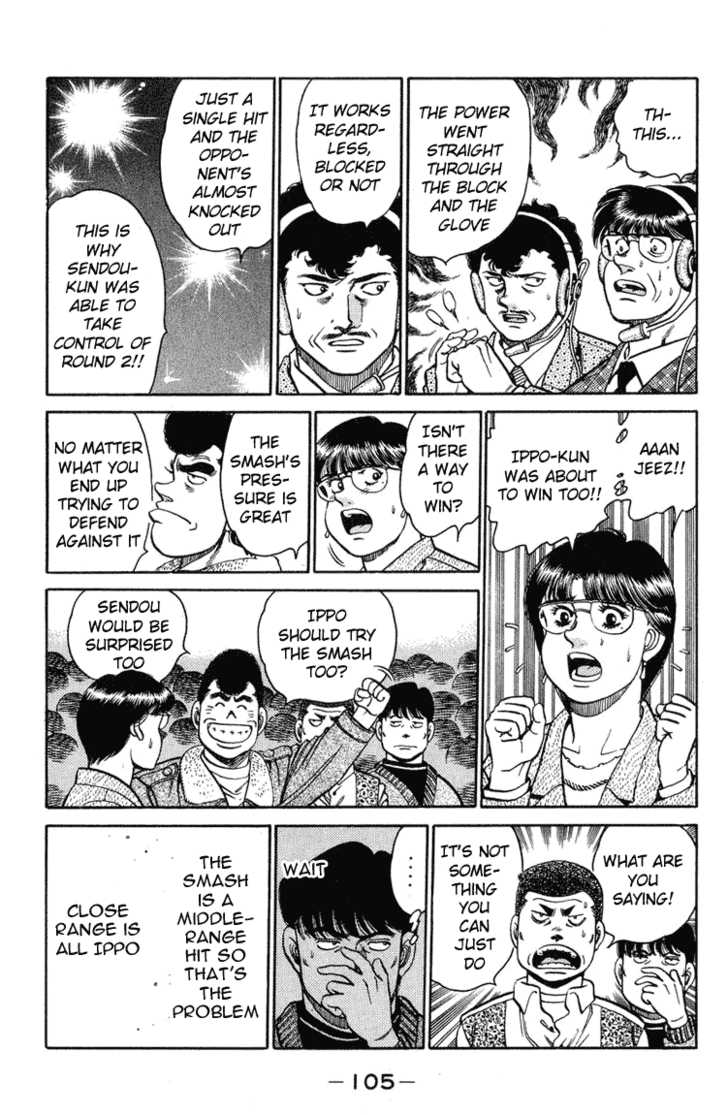 TH-
THIS...
THE POWER
WENT
STRAIGHT
THROUGH
THE BLOCK
AND THE
GLOVE
IT WORKS
REGARD-
LESS,
BLOCKED
OR NOT
JUST A
SINGLE HIT
AND THE
OPPO-
NENT'S
ALMOST
KNOCKED
OUT
THIS IS
WHY
SENDOU-
KUN WAS
ABLE TO
TAKE
CONTROL OF
ROUND 2!!
AAAN
JEEZ!!
IPPO-KUN
WAS ABOUT
TO WIN TOO!!
ISN'T
THERE
A WAY
TO
WIN?
THE
SMASH'S
PRES-
SURE IS
GREAT
NO MATTER
WHAT YOU
END UP
TRYING TO
DEFEND
AGAINST IT
IPPO
SHOULD TRY
THE SMASH
TOO?
SENDOU
WOULD BE
SURPRISED
TOO
WHAT ARE
YOU
SAYING!
IT'S NOT
SOME-
THING YOU
CAN
JUST
DO
...
WAIT
THE
SMASH
IS A
MIDDLE-
RANGE
HIT SO
THAT'S
THE
PROBLEM
CLOSE
RANGE IS
ALL IPPO
-105-